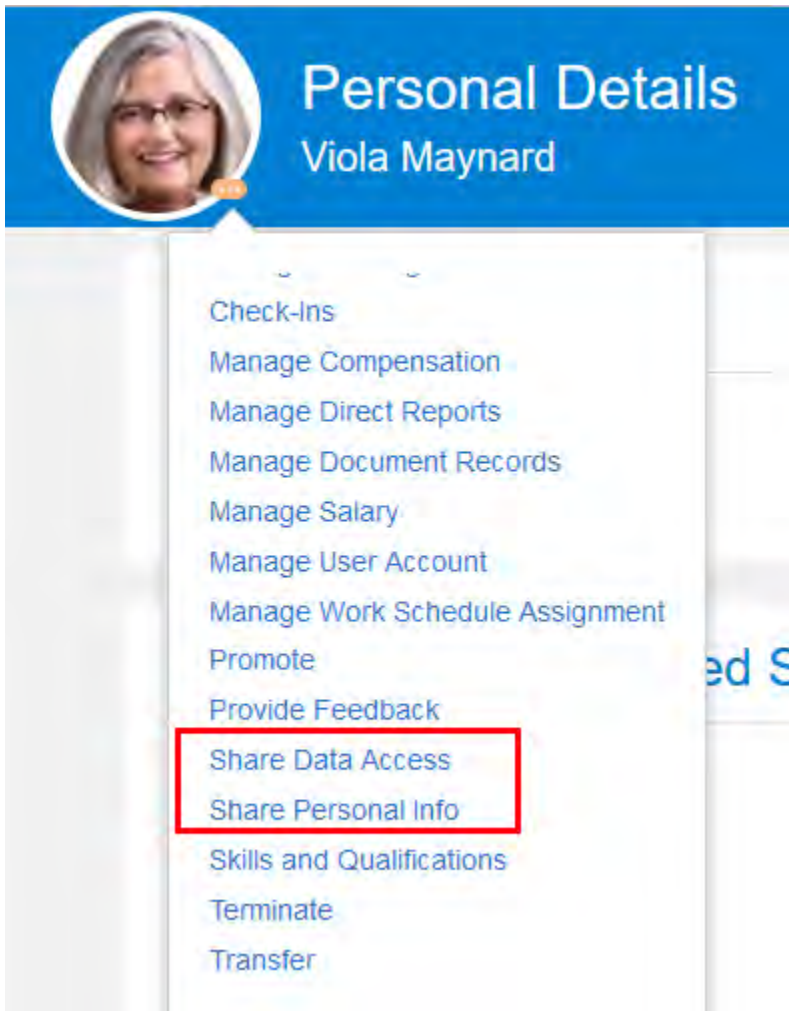 Personal Details
Viola Maynard
Check-Ins
Manage Compensation
Manage Direct Reports
Manage Document Records
Manage Salary
Manage User Account
Manage Work Schedule Assignment
Promote
ed S
Provide Feedback
Share Data Access
Share Personal Info
Skills and Qualifications
Terminate
Transfer